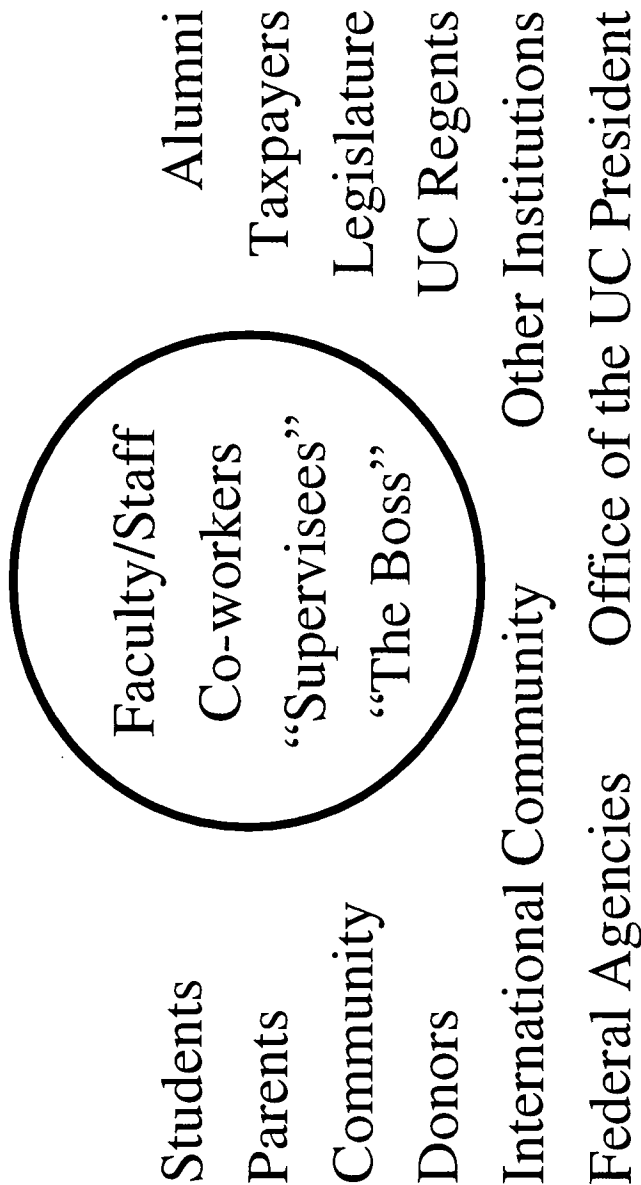 Faculty/Staff
Co-workers
“Supervisees”
“The Boss”
Students
Parents
Community
Donors
International Community
Federal Agencies
Alumni
Taxpayers
Legislature
UC Regents
Other Institutions
Office of the UC President